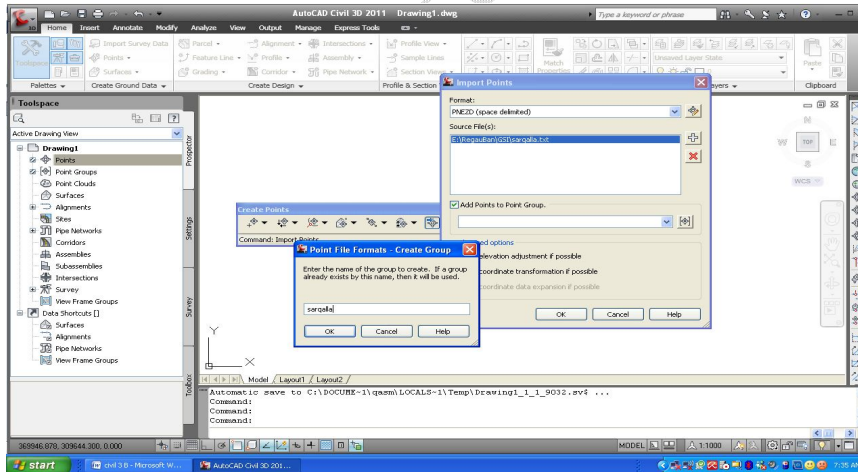 AutoCAD Civil 3D 2011 Drawing1.dwg
Type a keyword or phrase
Home Insert Annotate Modify Analyze View Output Manage Express Tools
Import Survey Data Parcel Alignment Intersections Profile View
Toolspace Points Feature Line Profile Assembly Sample Lines Match Properties Unsaved Layer State Paste
Surfaces Grading Corridor Pipe Network Section Views
Palettes Create Ground Data Create Design Profile & Section Layers Clipboard
Toolspace
Active Drawing View
Drawing1
Points
Point Groups
Point Clouds
Surfaces
Alignments
Sites
Pipe Networks
Corridors
Assemblies
Subassemblies
Intersections
Survey
View Frame Groups
Data Shortcuts []
Surfaces
Alignments
Pipe Networks
View Frame Groups
Prospector
Settings
Survey
Toolbox
Create Points
Command: Import Points
Import Points
Format:
PNEZD (space delimited)
Source File(s):
E:\RegauBan\GSI\sarqalla.txt
Add Points to Point Group.
options
elevation adjustment if possible
coordinate transformation if possible
coordinate data expansion if possible
OK Cancel Help
Point File Formats - Create Group
Enter the name of the group to create. If a group
already exists by this name, then it will be used.
sarqalla
OK Cancel Help
N
W TOP E
S
WCS
Y
X
Model Layout1 Layout2
Automatic save to C:\DOCUME~1\qasm\LOCALS~1\Temp\Drawing1_1_1_9032.sv$ ...
Command:
Command:
Command:
369946.878, 309644.300, 0.000 MODEL 1:1000
start civil 3.8 - Microsoft W... AutoCAD Civil 3D 201... 7:35 AM